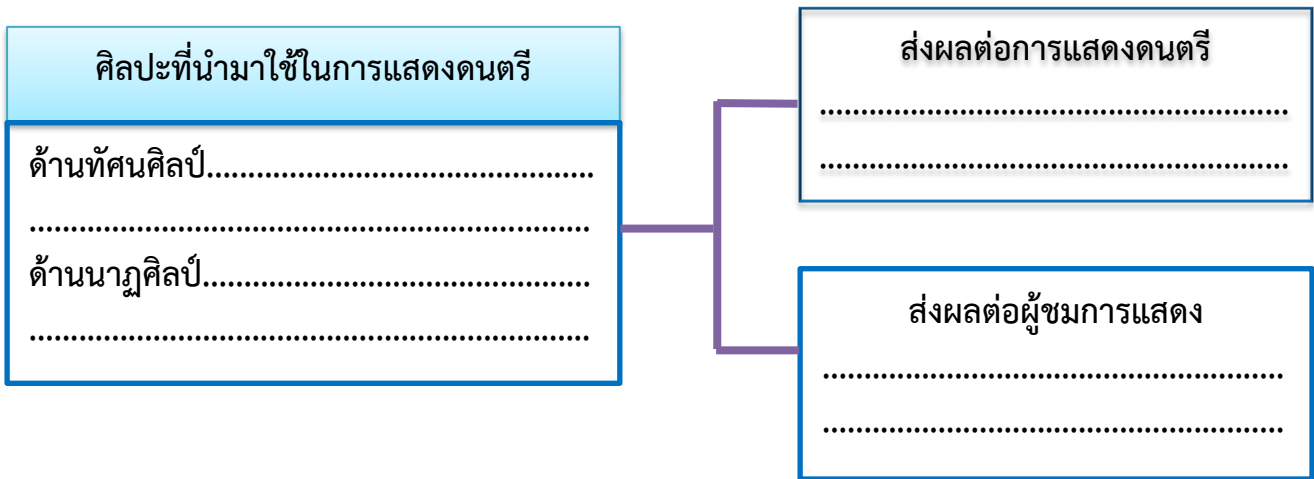 ศิลปะที่นำมาใช้ในการแสดงดนตรี
ด้านทัศนศิลป์...............................................
....................................................................
ด้านนาฏศิลป์...............................................
....................................................................
ส่งผลต่อการแสดงดนตรี
.........................................................
.........................................................
ส่งผลต่อผู้ชมการแสดง
........................................................
........................................................